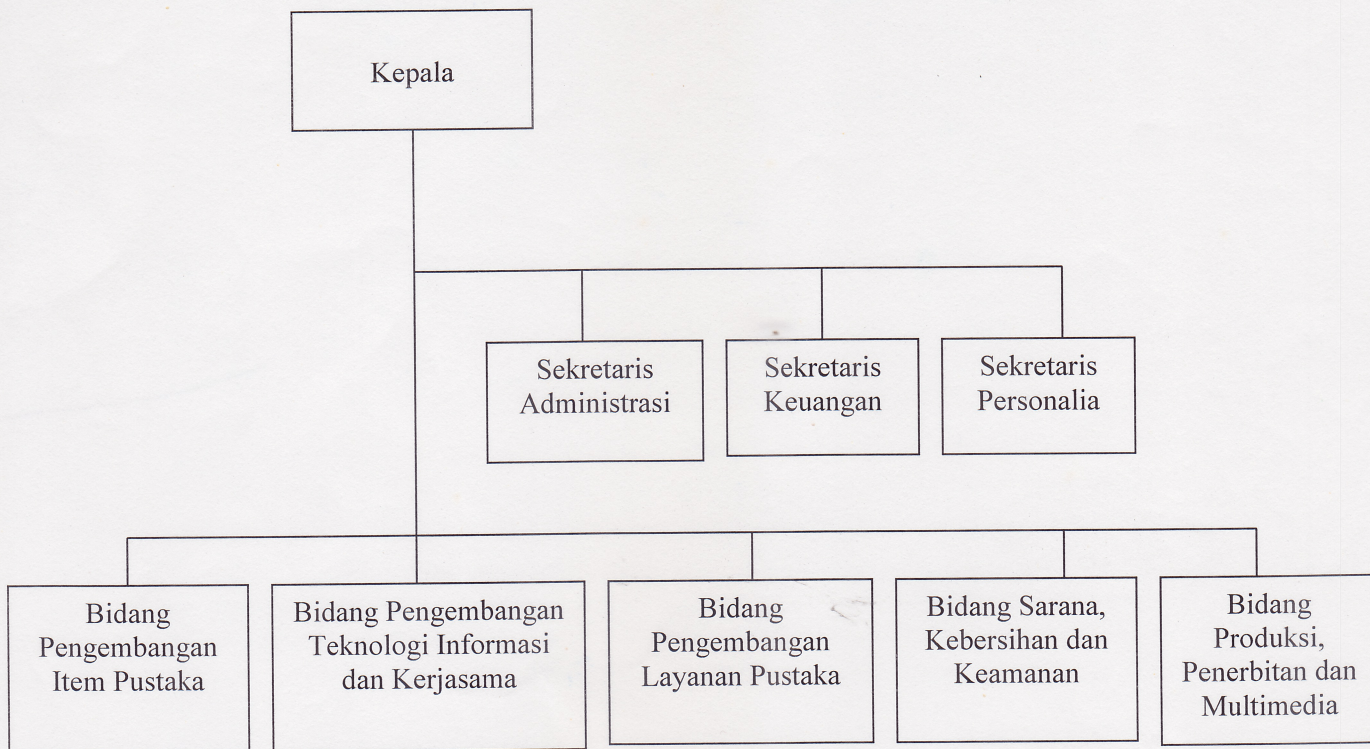 Kepala
Sekretaris
Administrasi
Sekretaris
Keuangan
Sekretaris
Personalia
Bidang
Pengembangan
Item Pustaka
Bidang Pengembangan
Teknologi Informasi
dan Kerjasama
Bidang
Pengembangan
Layanan Pustaka
Bidang Sarana,
Kebersihan dan
Keamanan
Bidang
Produksi,
Penerbitan dan
Multimedia